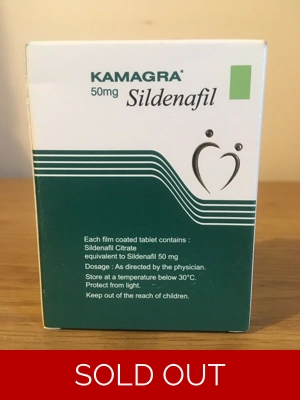 KAMAGRA®
50mg Sildenafil
Each film coated tablet contains :
Sildenafil Citrate
equivalent to Sildenafil 50 mg
Dosage : As directed by the physician.
Store at a temperature below 30°C.
Protect from light.
Keep out of the reach of children.
SOLD OUT